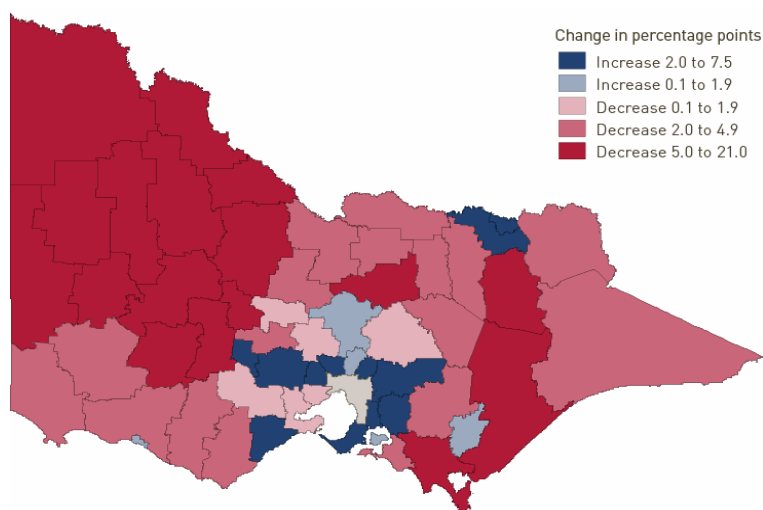 Change in percentage points
Increase 2.0 to 7.5
Increase 0.1 to 1.9
Decrease 0.1 to 1.9
Decrease 2.0 to 4.9
Decrease 5.0 to 21.0